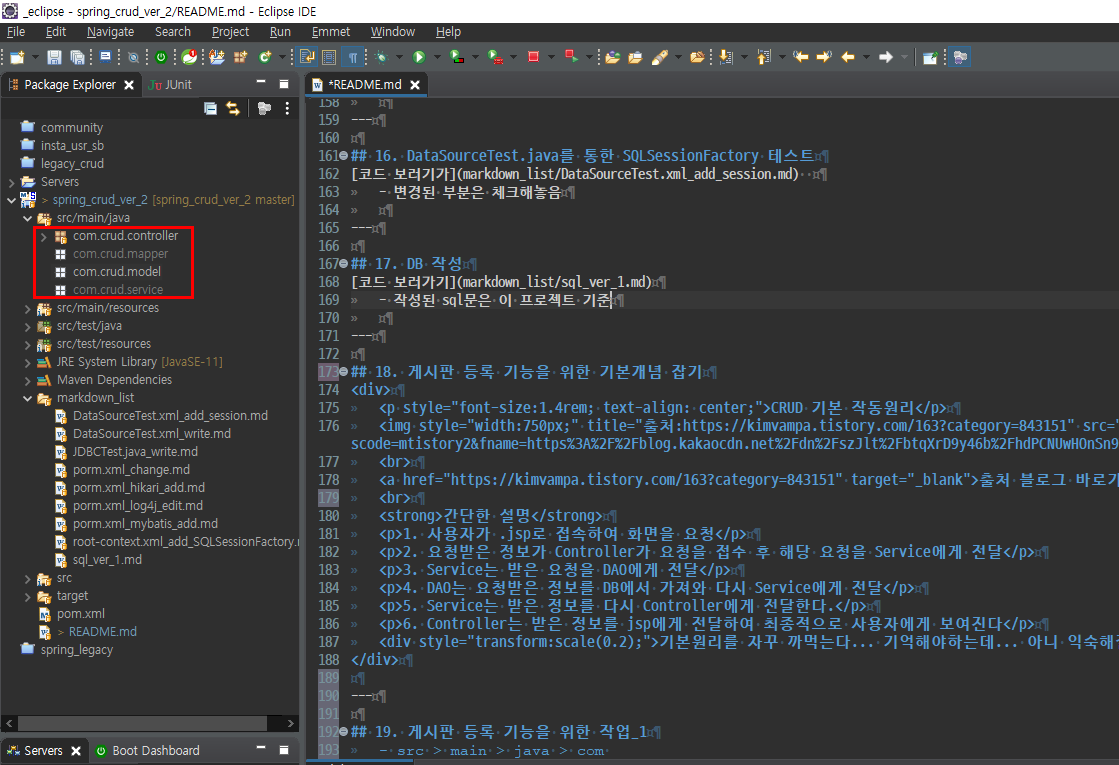 _eclipse - spring_crud_ver_2/README.md - Eclipse IDE
File Edit Navigate Search Project Run Emmet Window Help
Package Explorer
JUnit
community
insta_usr_sb
legacy_crud
Servers
> spring_crud_ver_2 [spring_crud_ver_2 master]
src/main/java
com.crud.controller
com.crud.mapper
com.crud.model
com.crud.service
src/main/resources
src/test/java
src/test/resources
JRE System Library [JavaSE-11]
Maven Dependencies
markdown_list
DataSourceTest.xml_add_session.md
DataSourceTest.xml_write.md
JDBCTest.java_write.md
porm.xml_change.md
porm.xml_hikari_add.md
porm.xml_log4j_edit.md
porm.xml_mybatis_add.md
root-context.xml_add_SQLSessionFactory.
sql_ver_1.md
src
target
pom.xml
> README.md
spring_legacy
Servers
Boot Dashboard
*README.md
158 » ¤¶
159 ---¤¶
160 ¤¶
161 ## 16. DataSourceTest.java를 통한 SQLSessionFactory 테스트¤¶
162 [코드 보러기가](markdown_list/DataSourceTest.xml_add_session.md)··¤¶
163 » - 변경된 부분은 체크해놓음¤¶
164 » ¤¶
165 ---¤¶
166 ¤¶
167 ## 17. DB 작성¤¶
168 [코드 보러가기](markdown_list/sql_ver_1.md)¤¶
169 » - 작성된 sql문은 이 프로젝트 기준¤¶
170 » ¤¶
171 ---¤¶
172 ¤¶
173 ## 18. 게시판 등록 기능을 위한 기본개념 잡기¤¶
174 <div>¤¶
175 » <p style="font-size:1.4rem; text-align: center;">CRUD 기본 작동원리</p>¤¶
176 » <img style="width:750px;" title="출처:https://kimvampa.tistory.com/163?category=843151" src="
scode=mtistory2&fname=https%3A%2F%2Fblog.kakaocdn.net%2Fdn%2FszJlt%2FbtqXrD9y46b%2FhdPCNUwHOnSn9
177 » <br>¤¶
178 » <a href="https://kimvampa.tistory.com/163?category=843151" target="_blank">출처 블로그 바로가
179 » <br>¤¶
180 » <strong>간단한 설명</strong>¤¶
181 » <p>1. 사용자가 .jsp로 접속하여 화면을 요청</p>¤¶
182 » <p>2. 요청받은 정보가 Controller가 요청을 접수 후 해당 요청을 Service에게 전달</p>¤¶
183 » <p>3. Service는 받은 요청을 DAO에게 전달</p>¤¶
184 » <p>4. DAO는 요청받은 정보를 DB에서 가져와 다시 Service에게 전달</p>¤¶
185 » <p>5. Service는 받은 정보를 다시 Controller에게 전달한다.</p>¤¶
186 » <p>6. Controller는 받은 정보를 jsp에게 전달하여 최종적으로 사용자에게 보여진다</p>¤¶
187 » <div style="transform:scale(0.2);">기본원리를 자꾸 까먹는다... 기억해야하는데... 아니 익숙해
188 </div>¤¶
189 ¤¶
190 ---¤¶
191 ¤¶
192 ## 19. 게시판 등록 기능을 위한 작업_1¤¶
193 » - src > main > java > com